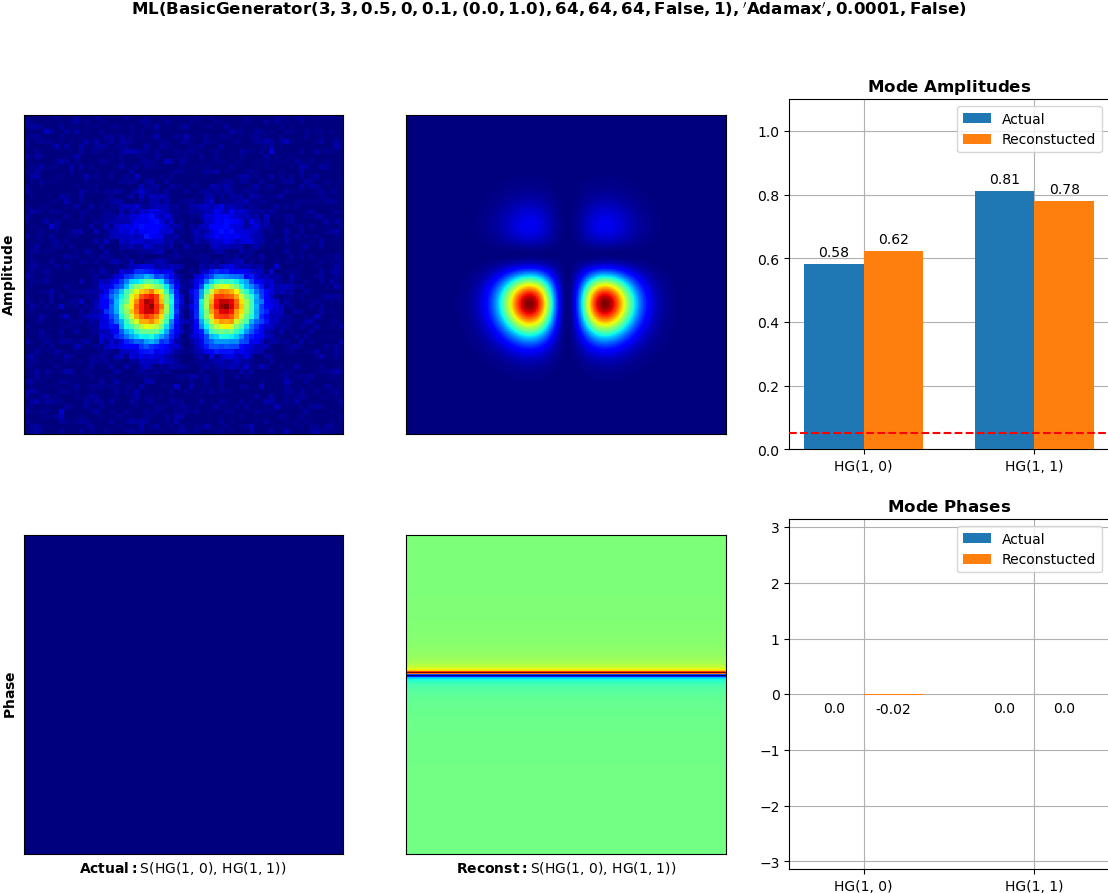 ML(BasicGenerator(3, 3, 0.5, 0, 0.1, (0.0, 1.0), 64, 64, 64, False, 1), ′Adamax′, 0.0001, False)
Amplitude
Mode Amplitudes
Actual
Reconstucted
1.0
0.8
0.6
0.4
0.2
0.0
0.58
0.62
0.81
0.78
HG(1, 0)
HG(1, 1)
Phase
Actual: S(HG(1, 0), HG(1, 1))
Reconst: S(HG(1, 0), HG(1, 1))
Mode Phases
Actual
Reconstucted
3
2
1
0
−1
−2
−3
0.0
-0.02
0.0
0.0
HG(1, 0)
HG(1, 1)